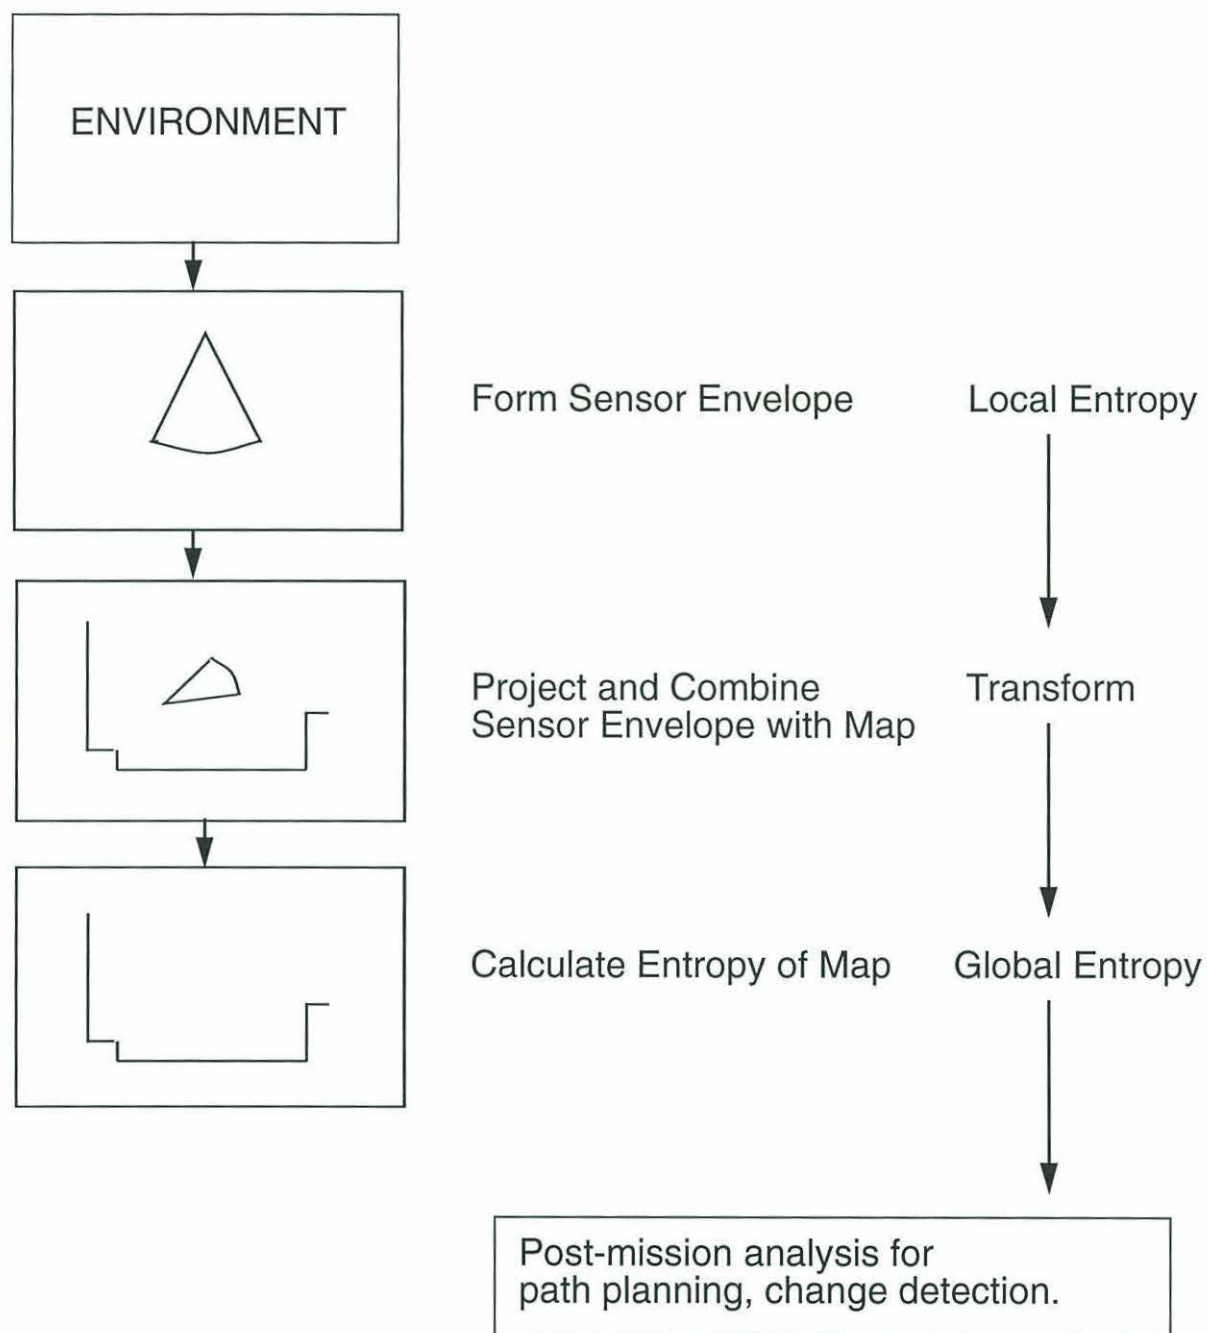 ENVIRONMENT
Form Sensor Envelope
Local Entropy
Project and Combine
Sensor Envelope with Map
Transform
Calculate Entropy of Map
Global Entropy
Post-mission analysis for
path planning, change detection.